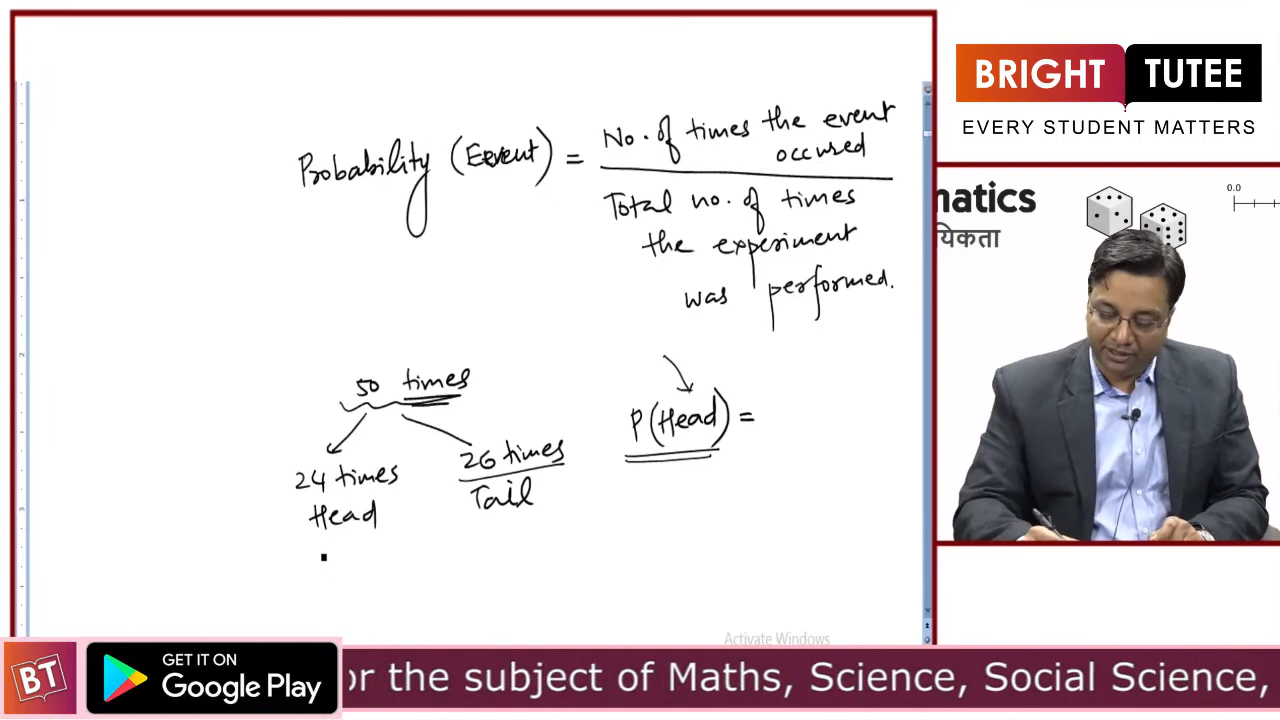 BRIGHT TUTEE
EVERY STUDENT MATTERS
Probability (Event) = No. of times the event
occured
Total no. of times
the experiment
was performed.
50 times
24 times
Head
26 times
Tail
P(Head) =
matics
यिकता
0.0
Activate Windows
BT
GET IT ON
Google Play
or the subject of Maths, Science, Social Science,